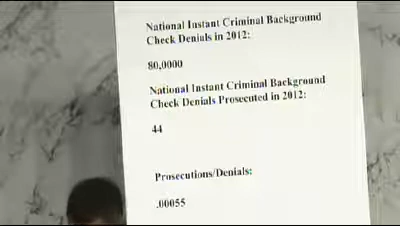 National Instant Criminal Background
Check Denials in 2012:
80,0000
National Instant Criminal Background
Check Denials Prosecuted in 2012:
44
Prosecutions/Denials:
.00055